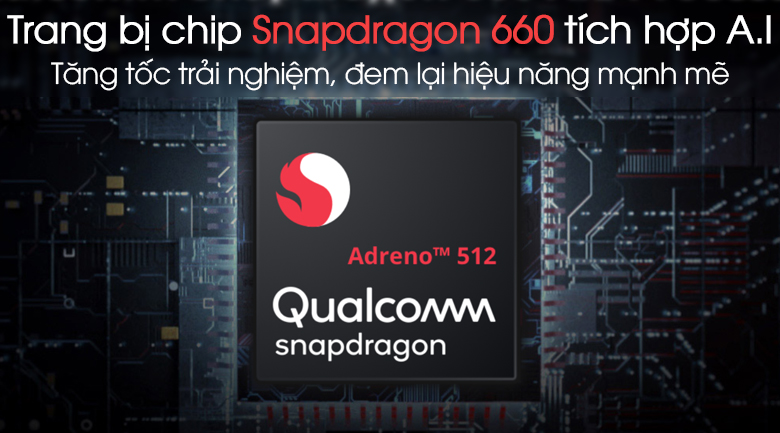 Trang bị chip Snapdragon 660 tích hợp A.I
Tăng tốc trải nghiệm, đem lại hiệu năng mạnh mẽ
Adreno™ 512
Qualcomm
snapdragon